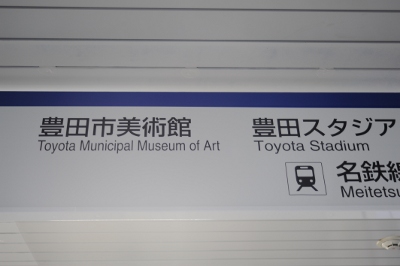 豊田市美術館
Toyota Municipal Museum of Art
豊田スタジア
Toyota Stadium
名鉄線
Meitetsu